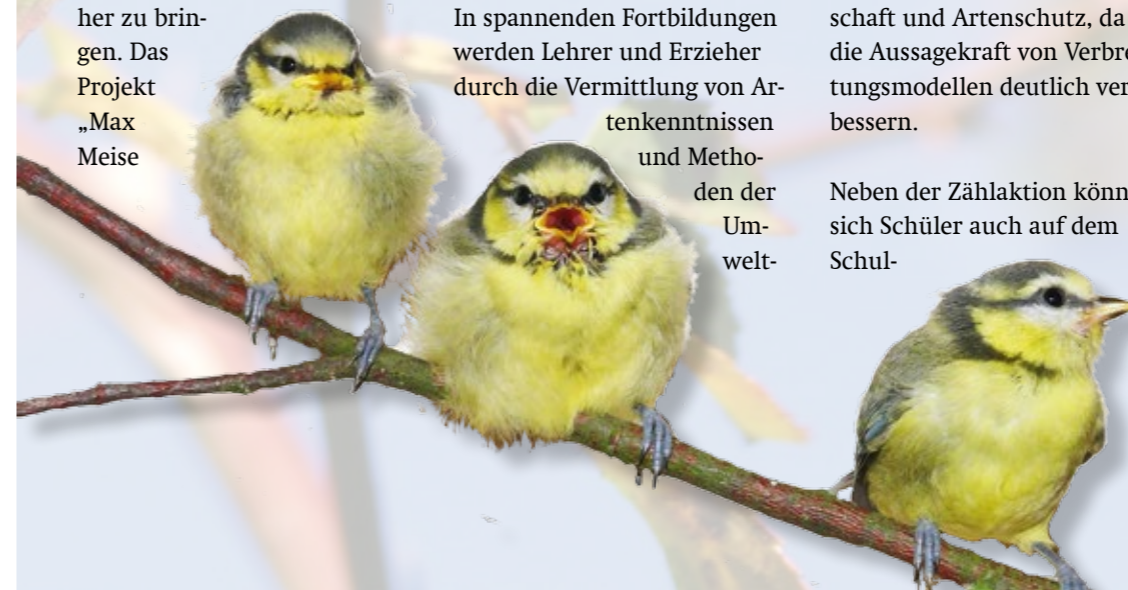 her zu brin-
gen. Das
Projekt
„Max
Meise
In spannenden Fortbildungen
werden Lehrer und Erzieher
durch die Vermittlung von Ar-
tenkenntnissen
und Metho-
den der
Um-
welt-
schaft und Artenschutz, da
die Aussagekraft von Verbre
tungsmodellen deutlich ver
bessern.
Neben der Zählaktion könn
sich Schüler auch auf dem
Schul-